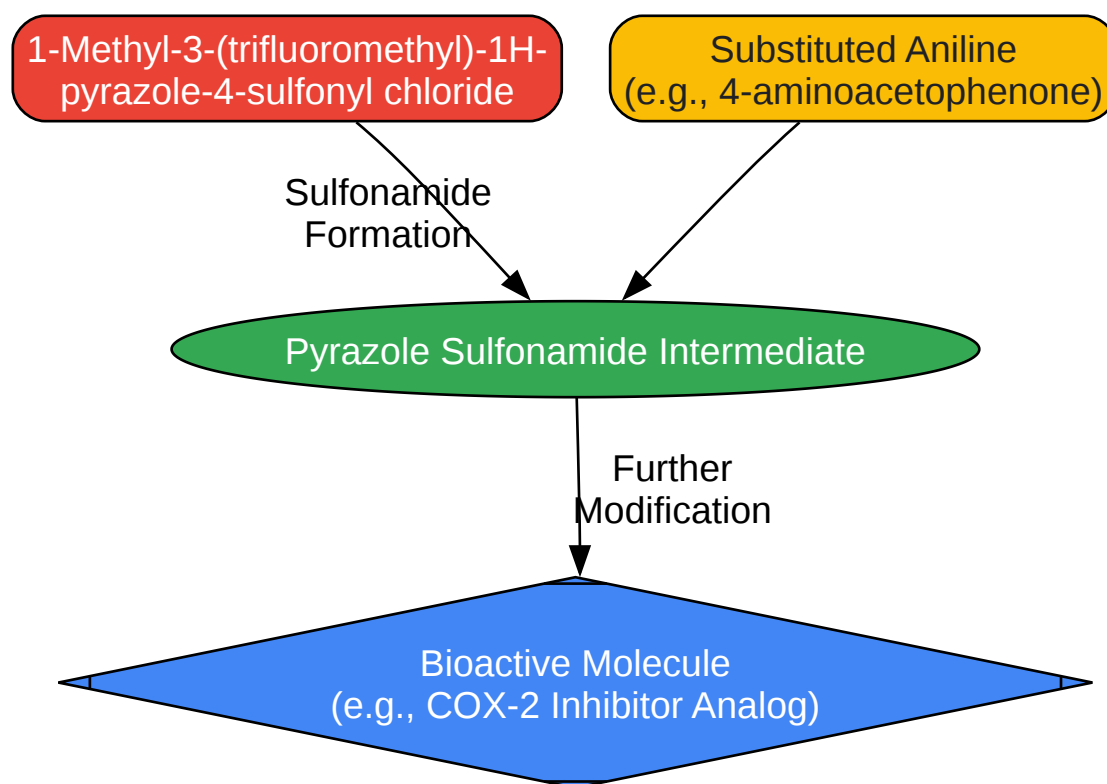 1-Methyl-3-(trifluoromethyl)-1H-
pyrazole-4-sulfonyl chloride
Substituted Aniline
(e.g., 4-aminoacetophenone)
Sulfonamide
Formation
Pyrazole Sulfonamide Intermediate
Further
Modification
Bioactive Molecule
(e.g., COX-2 Inhibitor Analog)